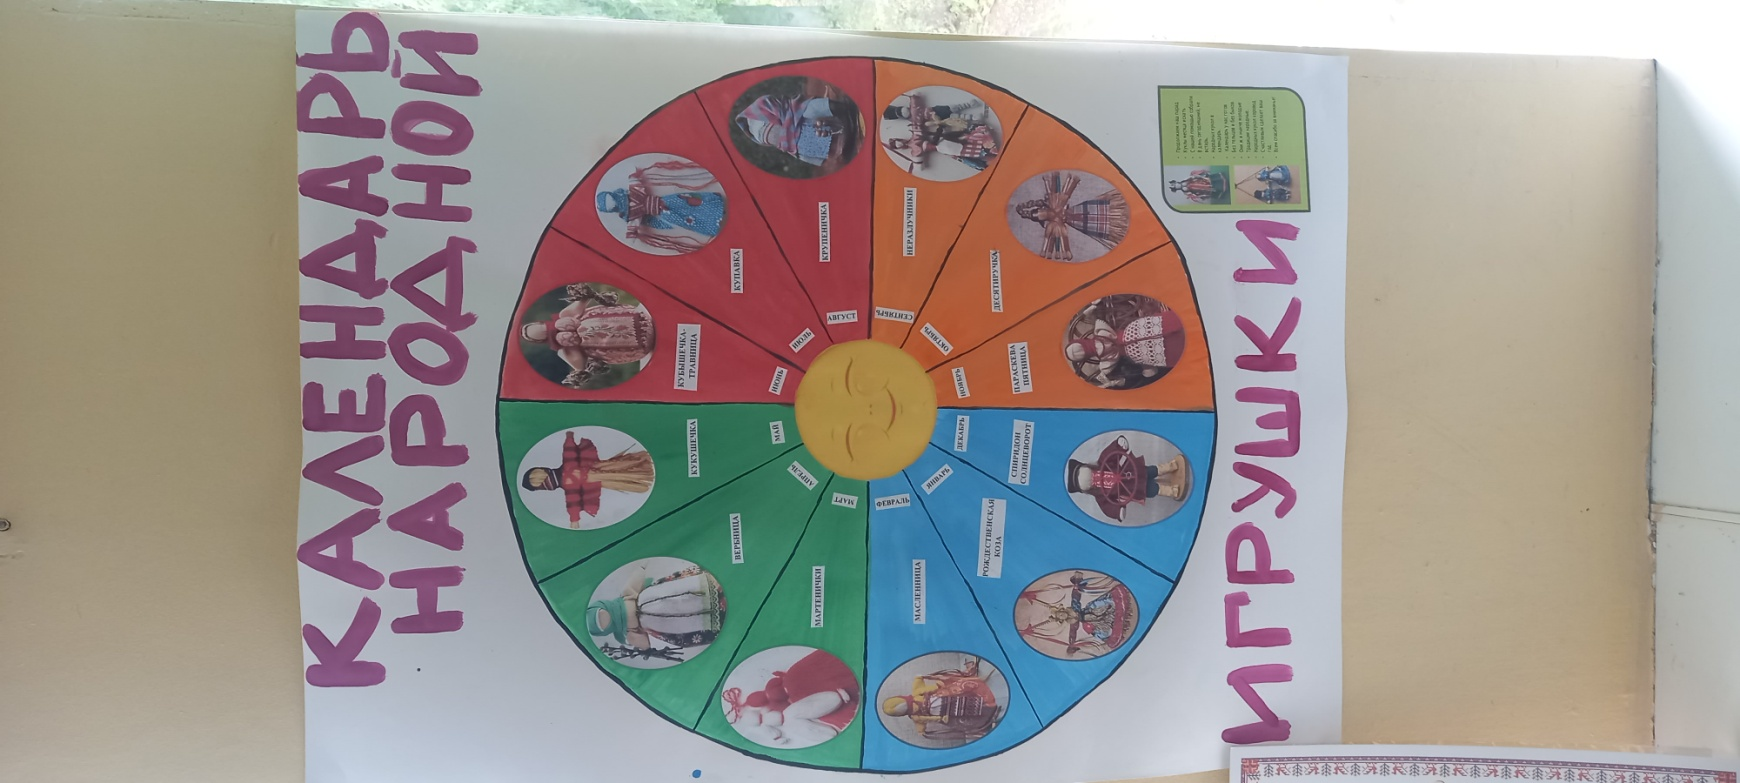 КАЛЕНДАРЬ
НАРОДНОЙ
ЯНВАРЬ
РОЖДЕСТВЕНСКАЯ
КОЗА
ФЕВРАЛЬ
МАСЛЕННИЦА
МАРТ
МАРТЕНИЧКИ
АПРЕЛЬ
ВЕРБНИЦА
МАЙ
КУКУШЕЧКА
ИЮНЬ
КУБЫШЕЧКА-
ТРАВНИЦА
ИЮЛЬ
КУПАВКА
АВГУСТ
КРУПЕНИЧКА
СЕНТЯБРЬ
НЕРАЗЛУЧНИКИ
ОКТЯБРЬ
ДЕСЯТИРУЧКА
НОЯБРЬ
ПАРАСКЕВА
ПЯТНИЦА
ДЕКАБРЬ
СПИРИДОН
СОЛНЦЕВОРОТ
ИГРУШКИ